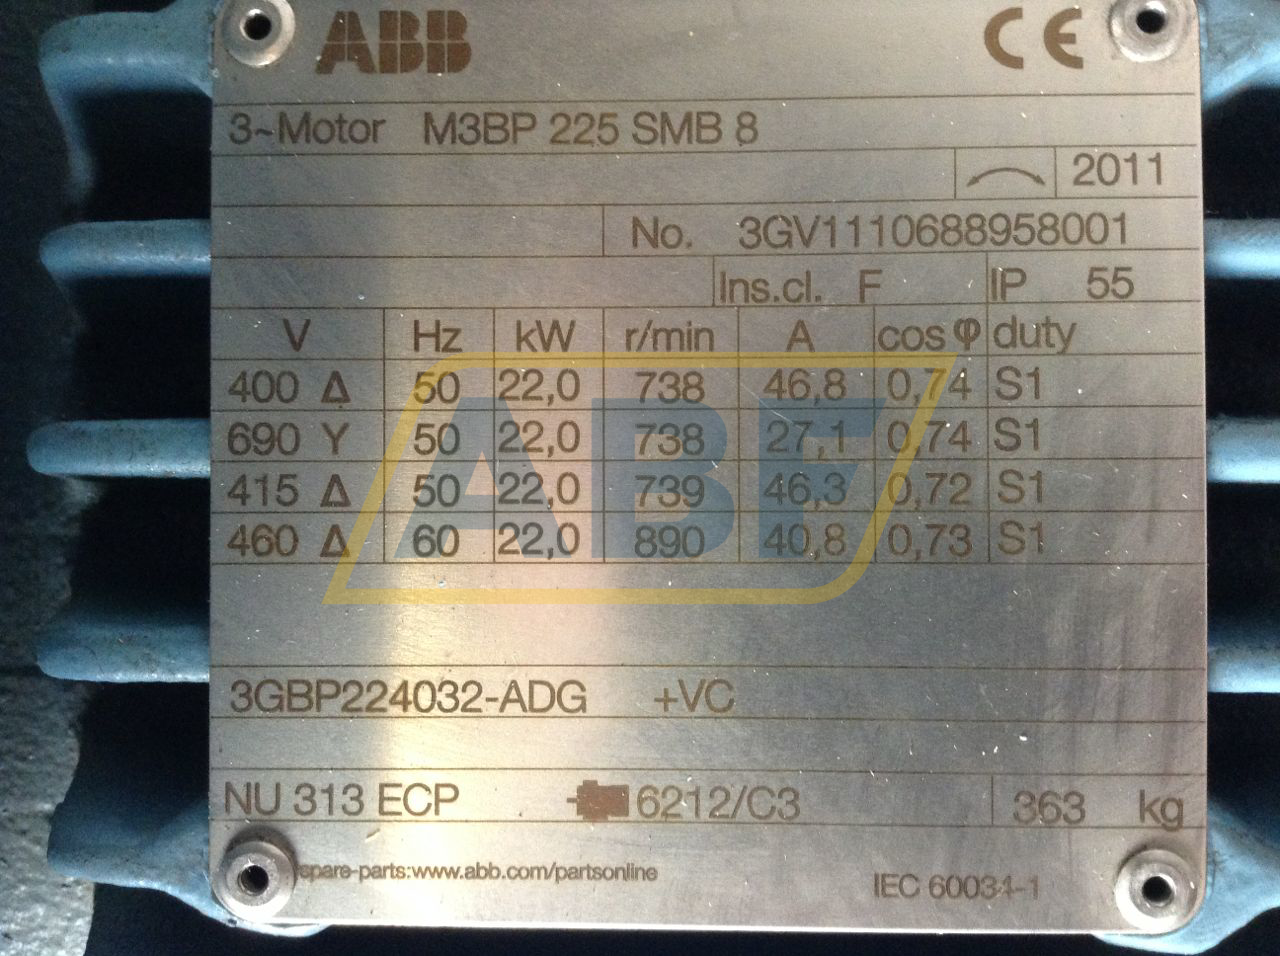 ABB CE
3~Motor M3BP 225 SMB 8
2011
No. 3GV1110688958001
Ins.cl. F IP 55
V Hz kW r/min A cos φ duty
400 Δ 50 22,0 738 46,8 0,74 S1
690 Y 50 22,0 738 27,1 0,74 S1
415 Δ 50 22,0 739 46,3 0,72 S1
460 Δ 60 22,0 890 40,8 0,73 S1
ABF
3GBP224032-ADG +VC
NU 313 ECP 6212/C3 363 kg
spare-parts:www.abb.com/partsonline
IEC 60034-1